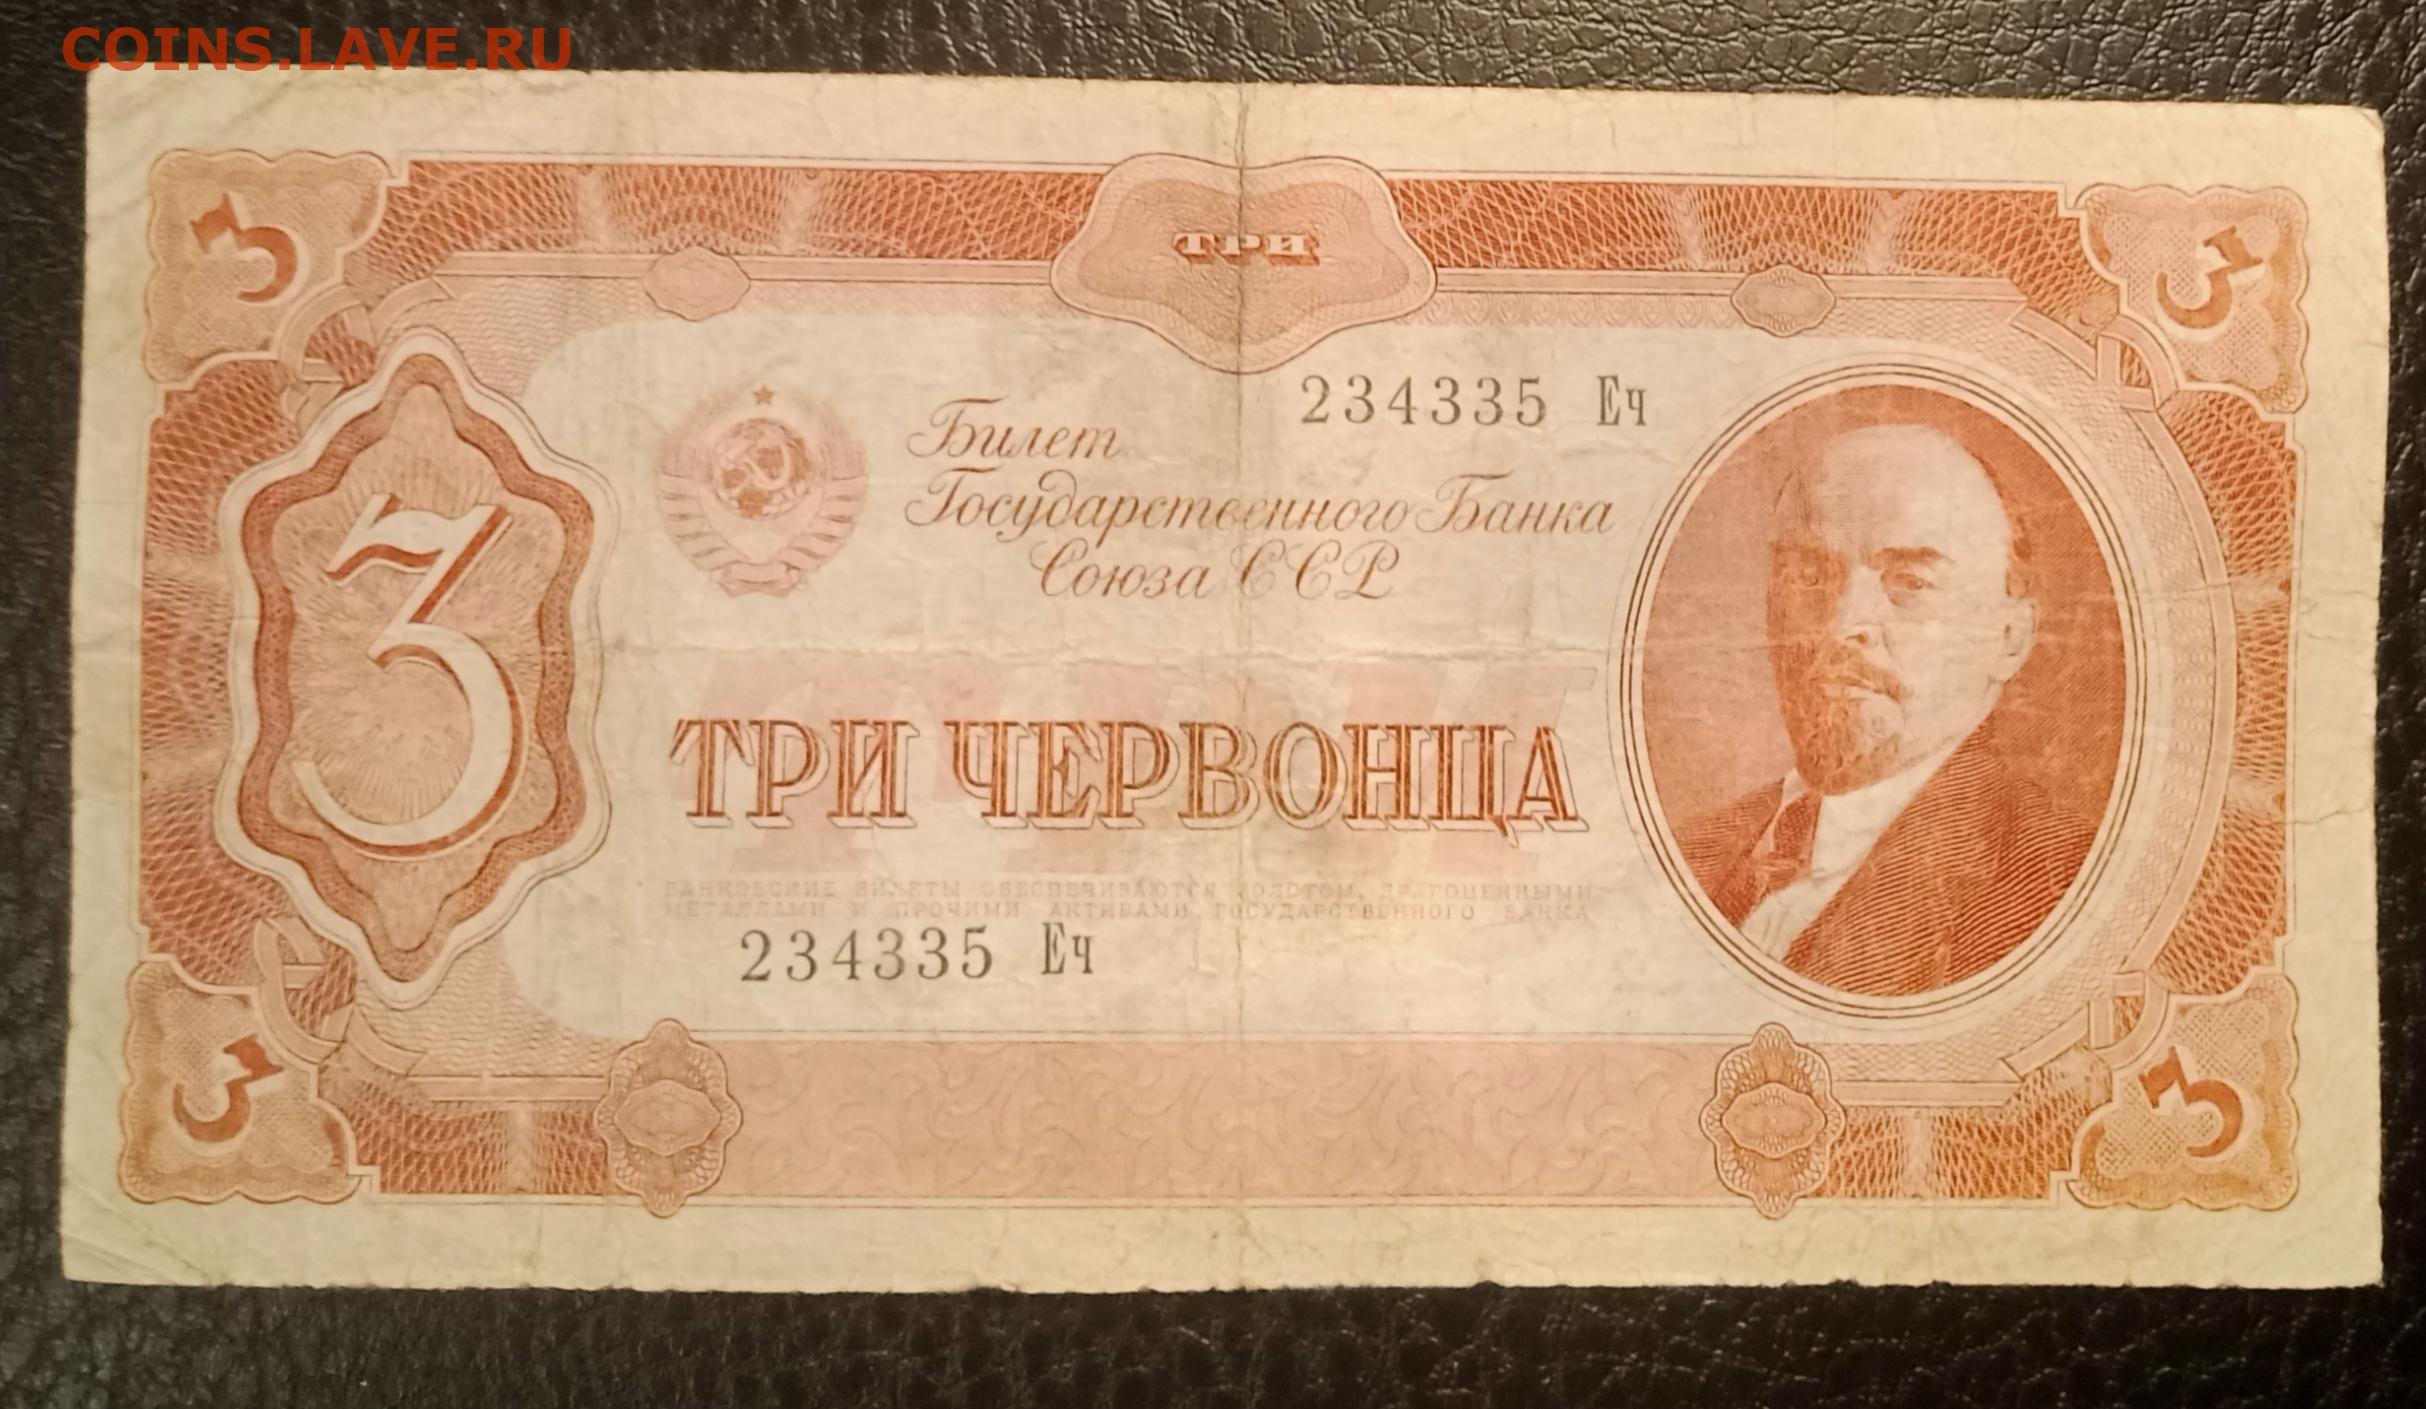 COINS.LAVE.RU
3
ТРИ
3
234335 Еч
Билет
Государственного Банка
Союза ССР
3
ТРИ
ТРИ ЧЕРВОНЦА
БАНКОВСКИЕ БИЛЕТЫ ОБЕСПЕЧИВАЮТСЯ ЗОЛОТОМ, ДРАГОЦЕННЫМИ
МЕТАЛЛАМИ И ПРОЧИМИ АКТИВАМИ ГОСУДАРСТВЕННОГО БАНКА
234335 Еч
3
3